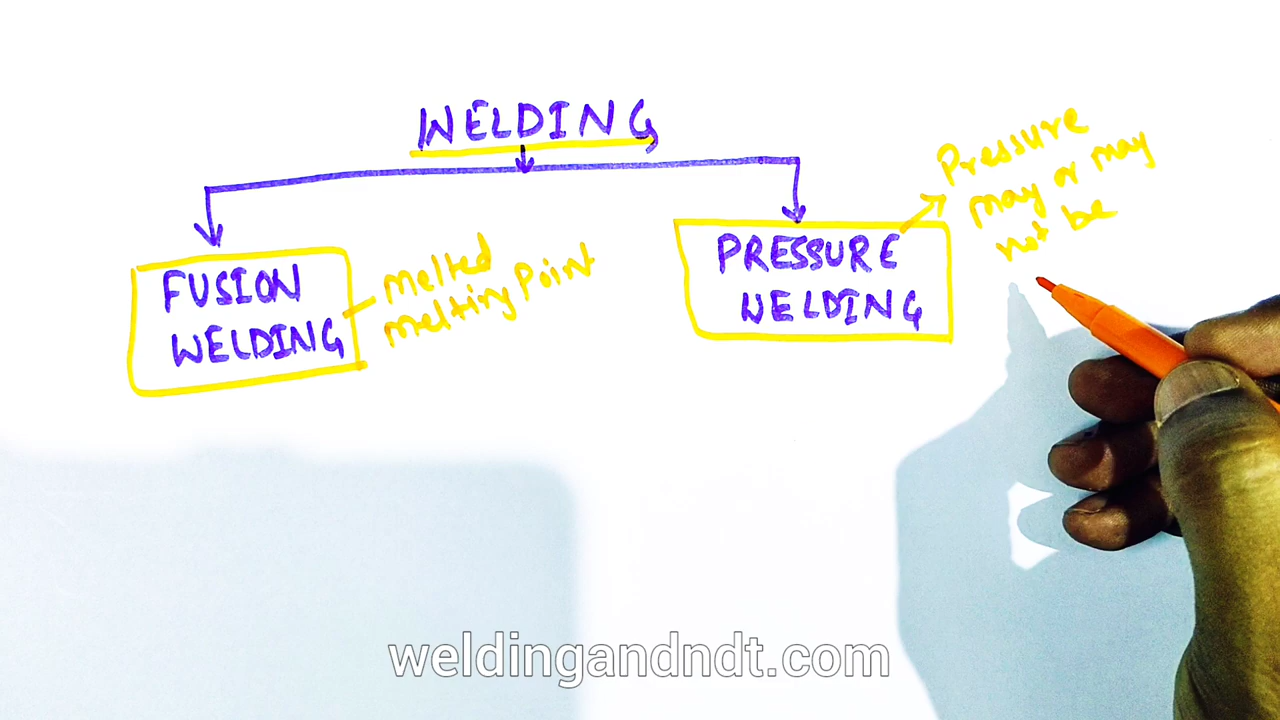 WELDING
FUSION
WELDING
melted
melting Point
PRESSURE
WELDING
Pressure
may or may
not be
weldingandndt.com